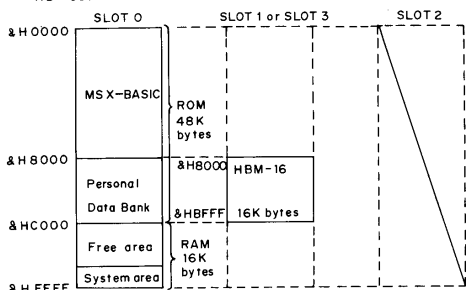 SLOT 0 SLOT 1 or SLOT 3 SLOT 2
&H0000
MSX-BASIC
ROM
48K
bytes
&H8000 &H8000 HBM-16
Personal
Data Bank &HBFFF 16K bytes
&HC000
Free area RAM
16K
System area bytes
&HFFFF